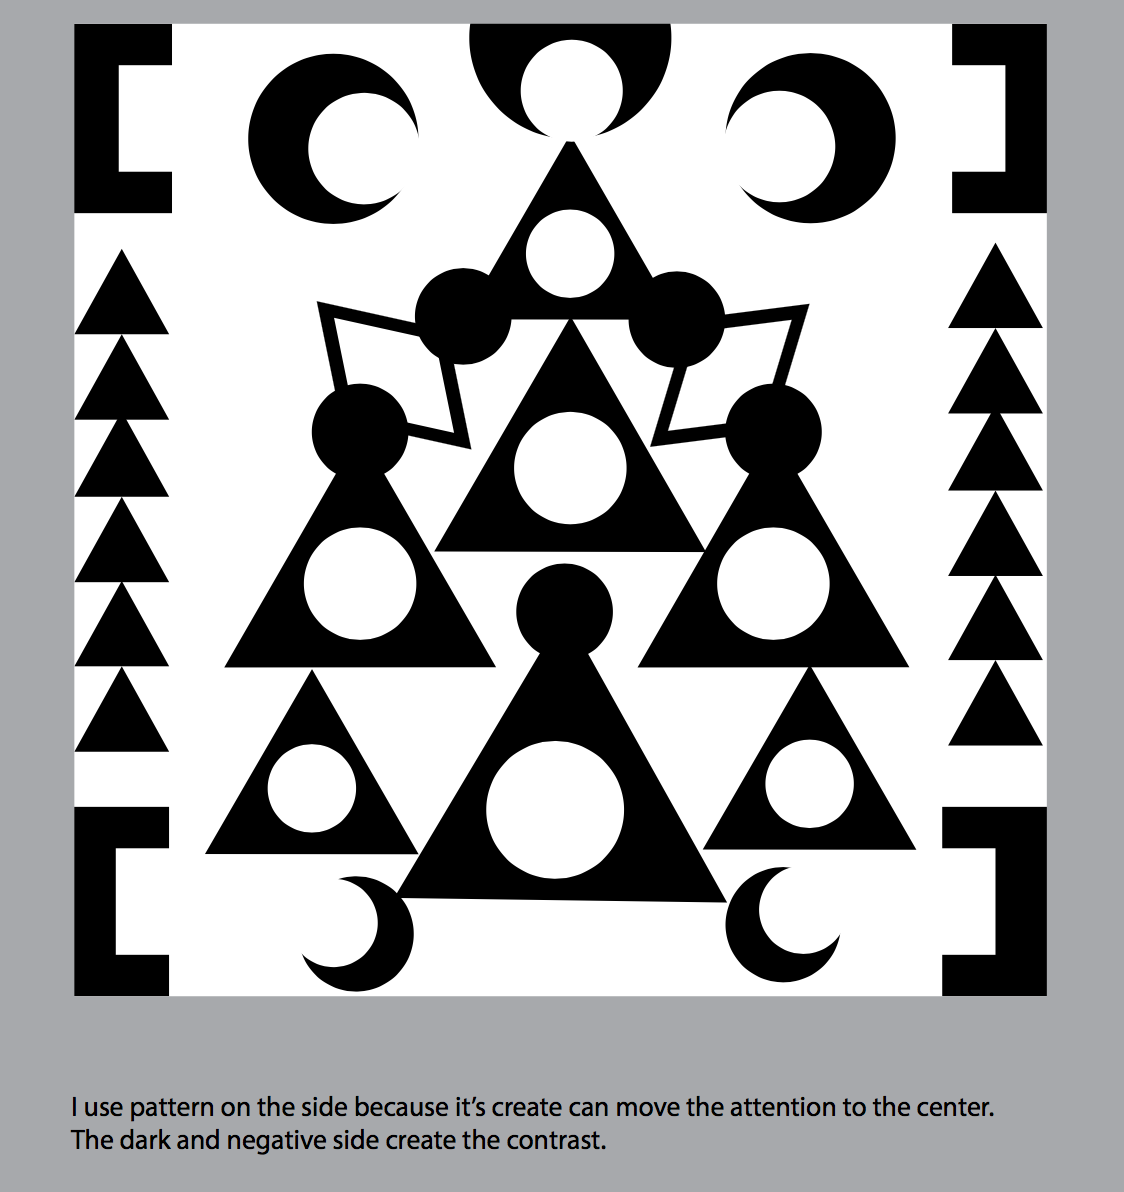 I use pattern on the side because it’s create can move the attention to the center.
The dark and negative side create the contrast.